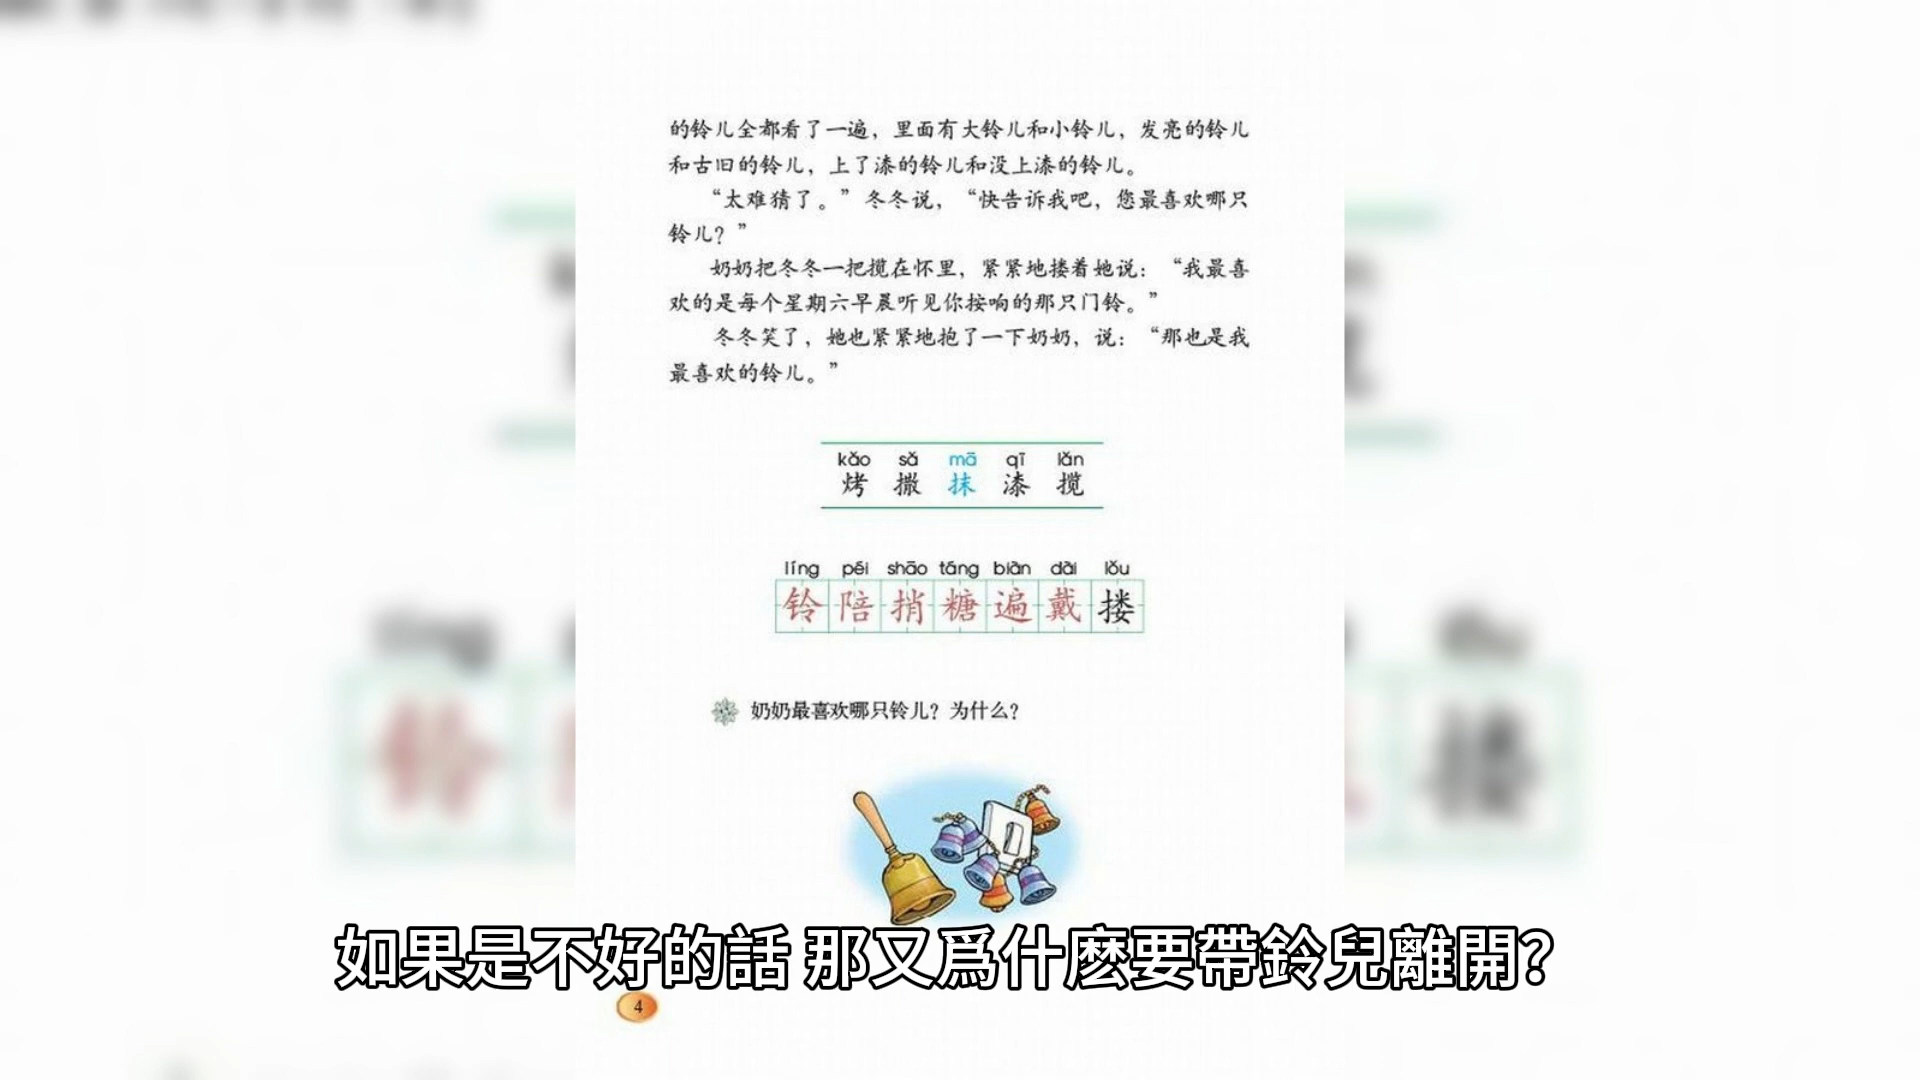 的铃儿全都看了一遍，里面有大铃儿和小铃儿，发亮的铃儿
和古旧的铃儿，上了漆的铃儿和没上漆的铃儿。
“太难猜了。”冬冬说，“快告诉我吧，您最喜欢哪只
铃儿？”
奶奶把冬冬一把揽在怀里，紧紧地搂着她说：“我最喜
欢的是每个星期六早晨听见你按响的那只门铃。”
冬冬笑了，她也紧紧地抱了一下奶奶，说：“那也是我
最喜欢的铃儿。”
kǎo sǎ mā qī lǎn
烤 撒 抹 漆 揽
líng péi shāo táng biàn dài lǒu
铃 陪 捎 糖 遍 戴 搂
奶奶最喜欢哪只铃儿？为什么？
如果是不好的話 那又爲什麽要帶鈴兒離開？
4